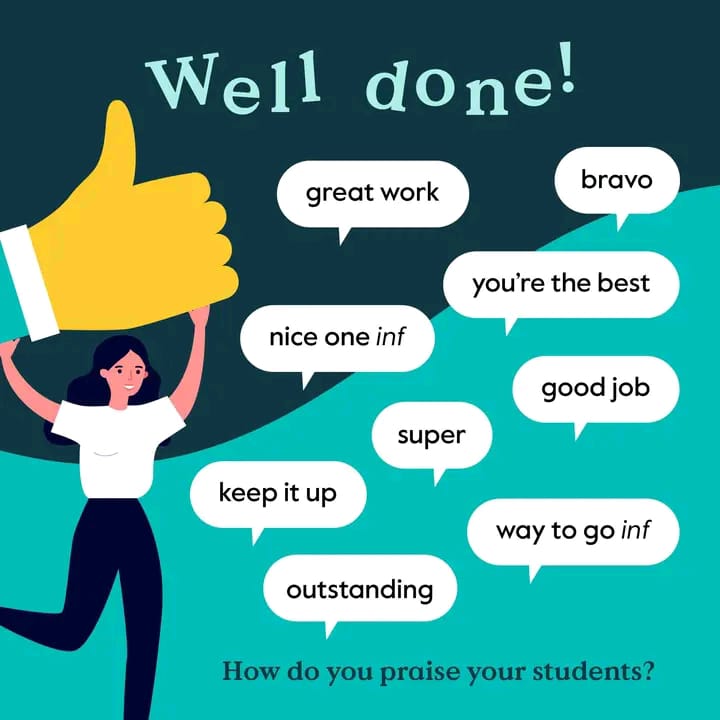 Well done!
great work
bravo
you're the best
nice one inf
good job
super
keep it up
way to go inf
outstanding
How do you praise your students?